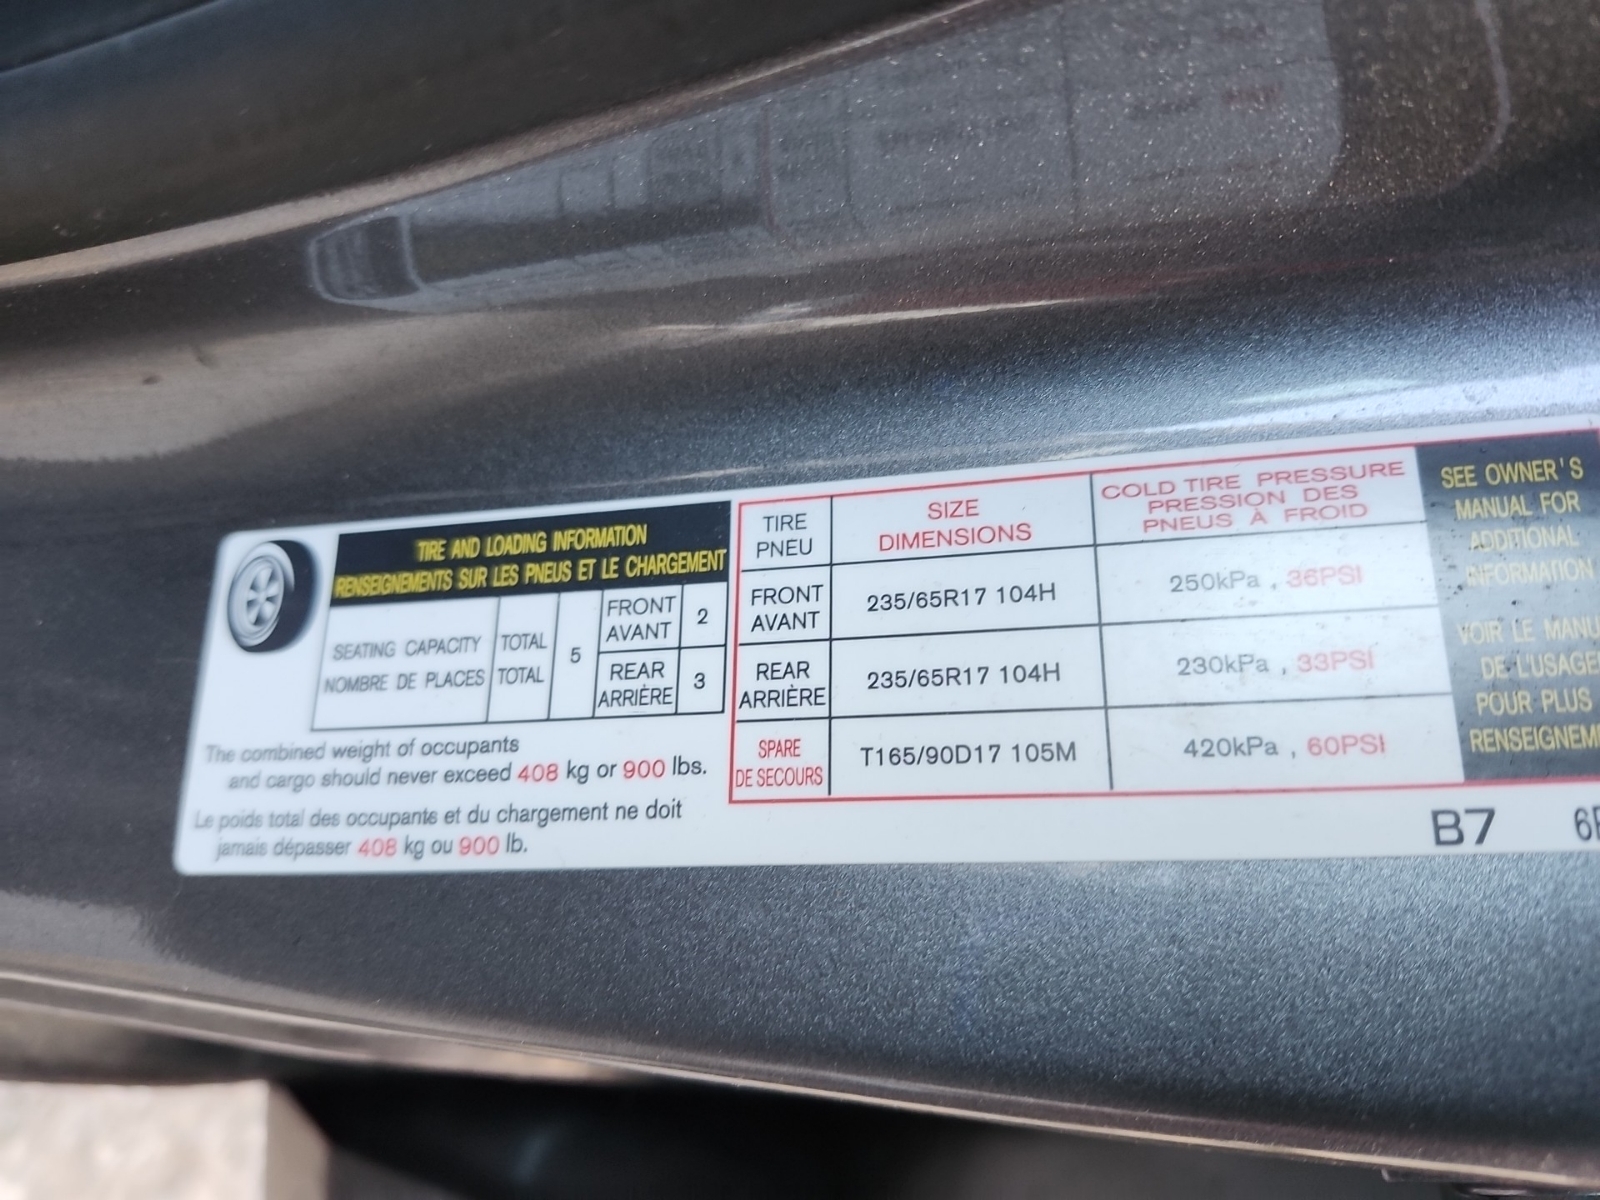 TIRE AND LOADING INFORMATION
RENSEIGNEMENTS SUR LES PNEUS ET LE CHARGEMENT
SEATING CAPACITY
NOMBRE DE PLACES
TOTAL
TOTAL
5
FRONT
AVANT
2
REAR
ARRIÈRE
3
The combined weight of occupants
and cargo should never exceed 408 kg or 900 lbs.
Le poids total des occupants et du chargement ne doit
jamais dépasser 408 kg ou 900 lb.
TIRE
PNEU
SIZE
DIMENSIONS
COLD TIRE PRESSURE
PRESSION DES
PNEUS À FROID
FRONT
AVANT
235/65R17 104H
250kPa , 36PSI
REAR
ARRIÈRE
235/65R17 104H
230kPa , 33PSI
SPARE
DE SECOURS
T165/90D17 105M
420kPa , 60PSI
SEE OWNER'S
MANUAL FOR
ADDITIONAL
INFORMATION
VOIR LE
DE
POUR PLUS
B7